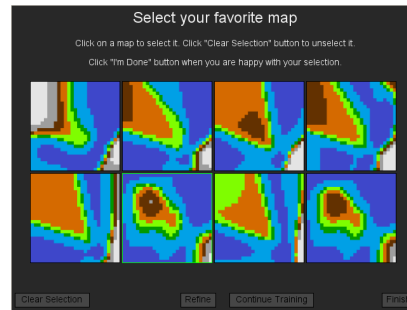 Select your favorite map
Click on a map to select it. Click "Clear Selection" button to unselect it.
Click "I'm Done" button when you are happy with your selection.
Clear Selection
Refine
Continue Training
Finis